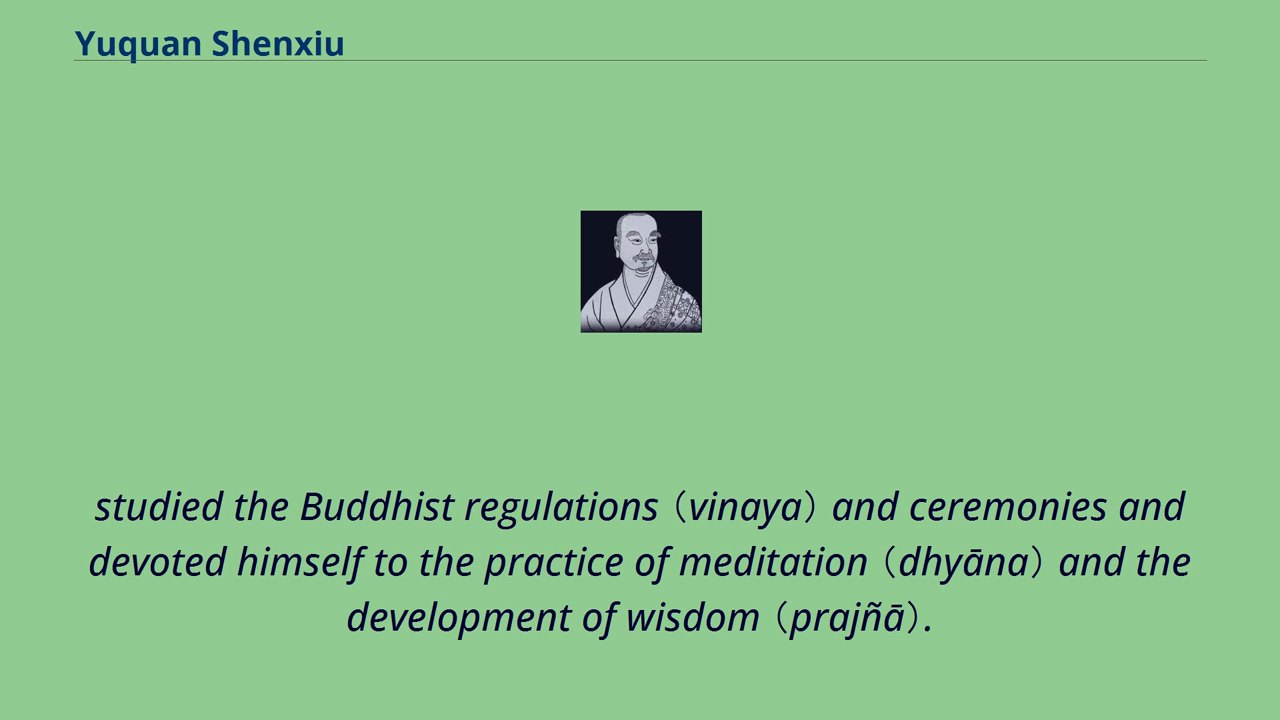 Yuquan Shenxiu
studied the Buddhist regulations（vinaya）and ceremonies and
devoted himself to the practice of meditation（dhyāna）and the
development of wisdom（prajñā）.